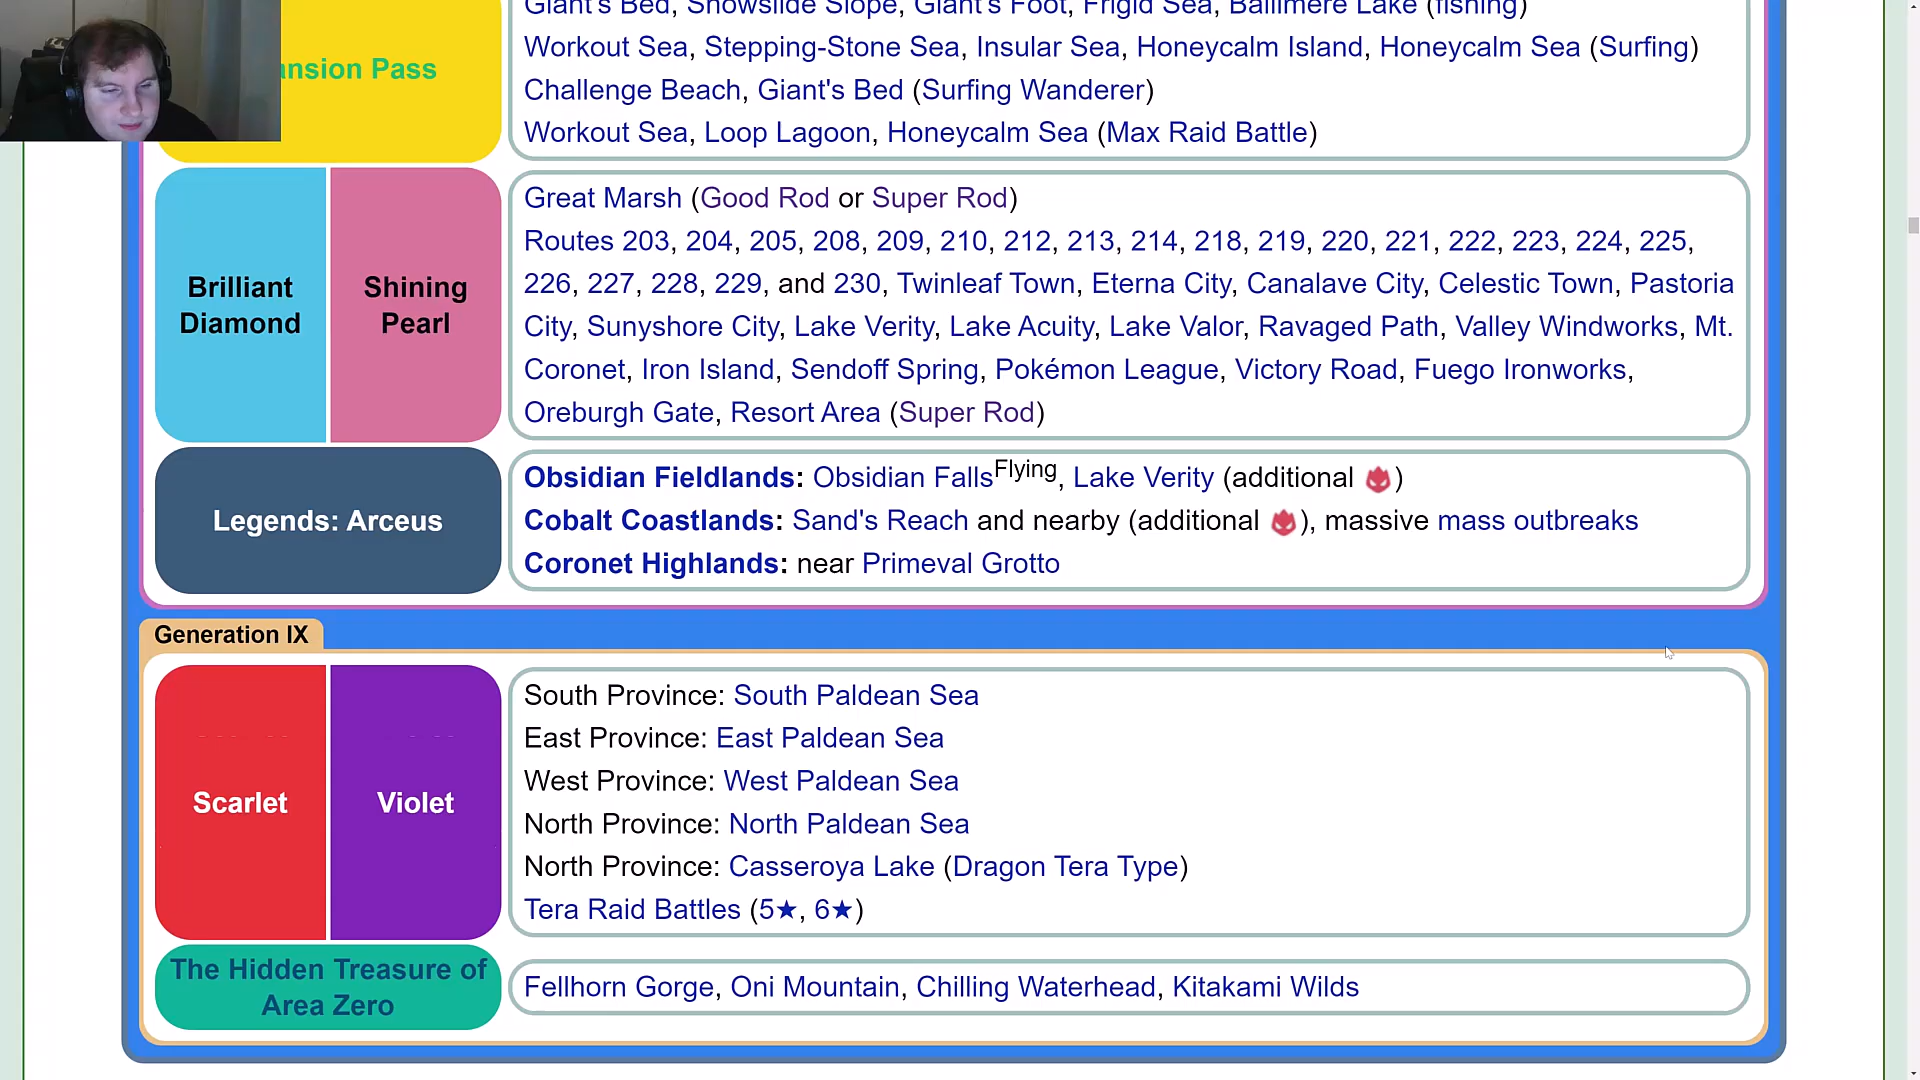 Giant's Bed, Snowslide Slope, Giant's Foot, Frigid Sea, Ballimere Lake (fishing)
Workout Sea, Stepping-Stone Sea, Insular Sea, Honeycalm Island, Honeycalm Sea (Surfing)
ansion Pass
Challenge Beach, Giant's Bed (Surfing Wanderer)
Workout Sea, Loop Lagoon, Honeycalm Sea (Max Raid Battle)
Brilliant
Diamond
Shining
Pearl
Great Marsh (Good Rod or Super Rod)
Routes 203, 204, 205, 208, 209, 210, 212, 213, 214, 218, 219, 220, 221, 222, 223, 224, 225,
226, 227, 228, 229, and 230, Twinleaf Town, Eterna City, Canalave City, Celestic Town, Pastoria
City, Sunyshore City, Lake Verity, Lake Acuity, Lake Valor, Ravaged Path, Valley Windworks, Mt.
Coronet, Iron Island, Sendoff Spring, Pokémon League, Victory Road, Fuego Ironworks,
Oreburgh Gate, Resort Area (Super Rod)
Legends: Arceus
Obsidian Fieldlands: Obsidian Falls Flying, Lake Verity (additional )
Cobalt Coastlands: Sand's Reach and nearby (additional ), massive mass outbreaks
Coronet Highlands: near Primeval Grotto
Generation IX
Scarlet
Violet
South Province: South Paldean Sea
East Province: East Paldean Sea
West Province: West Paldean Sea
North Province: North Paldean Sea
North Province: Casseroya Lake (Dragon Tera Type)
Tera Raid Battles (5★, 6★)
The Hidden Treasure of
Area Zero
Fellhorn Gorge, Oni Mountain, Chilling Waterhead, Kitakami Wilds